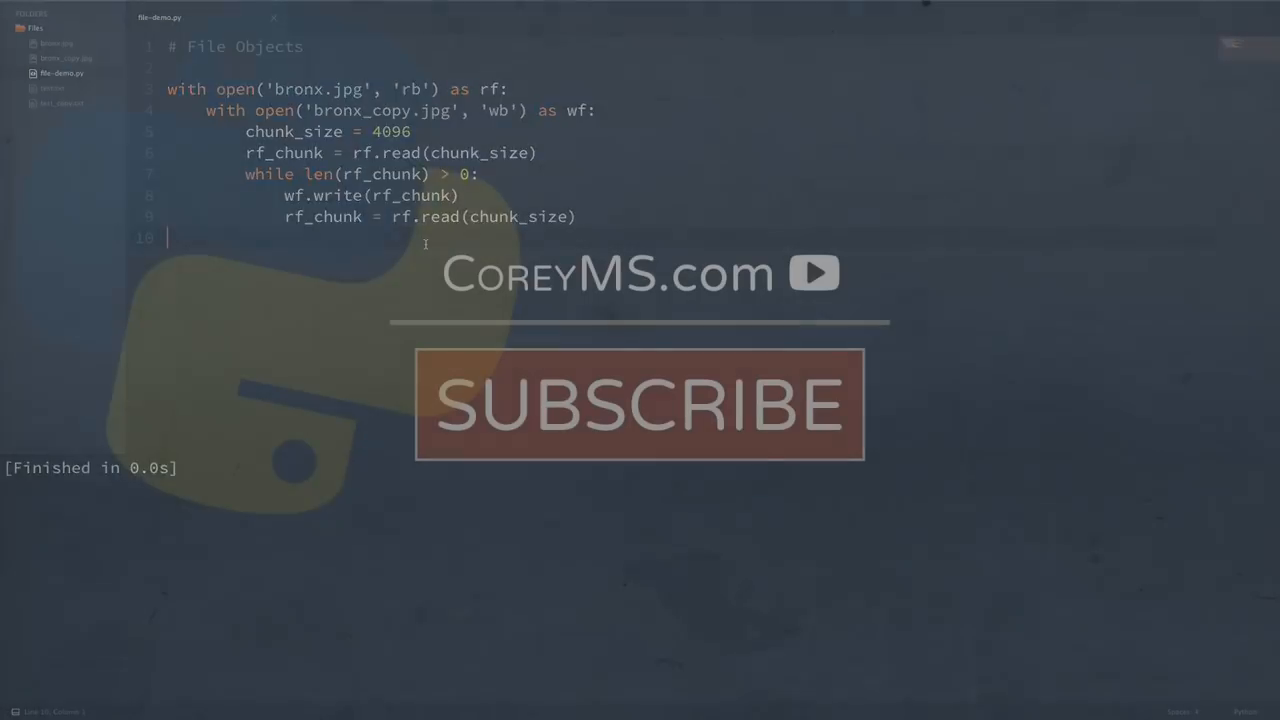 FOLDERS
Files
bronx.jpg
bronx_copy.jpg
file-demo.py
file-demo.py
1 # File Objects
2
3 with open('bronx.jpg', 'rb') as rf:
4 with open('bronx_copy.jpg', 'wb') as wf:
5 chunk_size = 4096
6 rf_chunk = rf.read(chunk_size)
7 while len(rf_chunk) > 0:
8 wf.write(rf_chunk)
9 rf_chunk = rf.read(chunk_size)
10
CoreyMS.com
SUBSCRIBE
[Finished in 0.0s]
Line 10, Column 1
Spaces: 4
Python